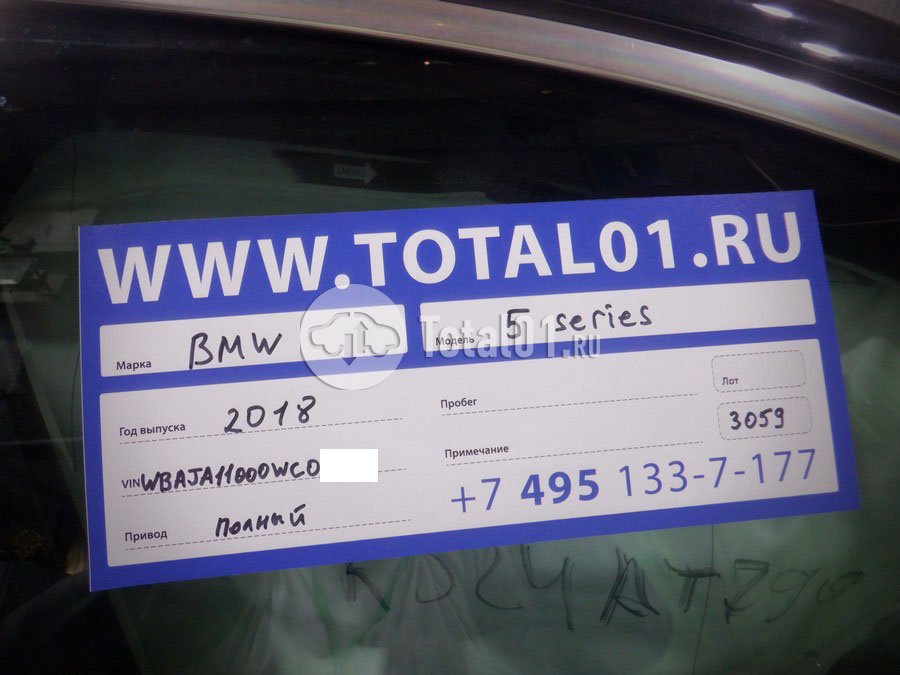 FRONT
WWW.TOTAL01.RU
Марка BMW
Модель 5 series
Total01.RU
Год выпуска 2018
Пробег
Лот
3059
VIN WBAJA11000WC0
Примечание
Привод полный
+7 495 133-7-177